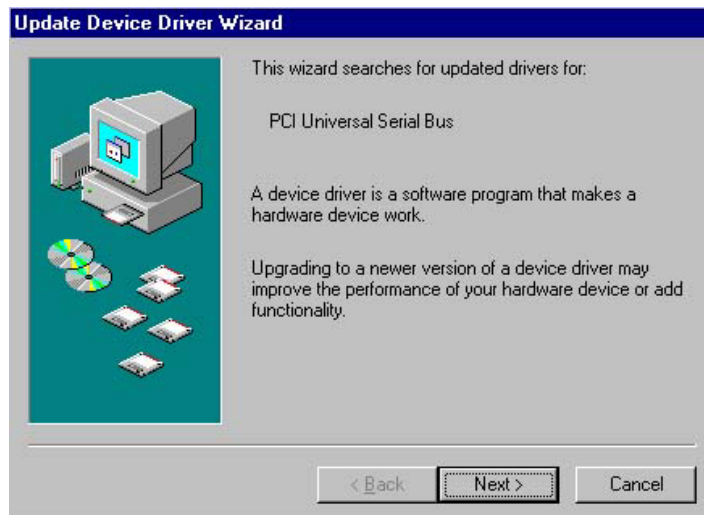 Update Device Driver Wizard
This wizard searches for updated drivers for:
PCI Universal Serial Bus
A device driver is a software program that makes a
hardware device work.
Upgrading to a newer version of a device driver may
improve the performance of your hardware device or add
functionality.
< Back
Next >
Cancel